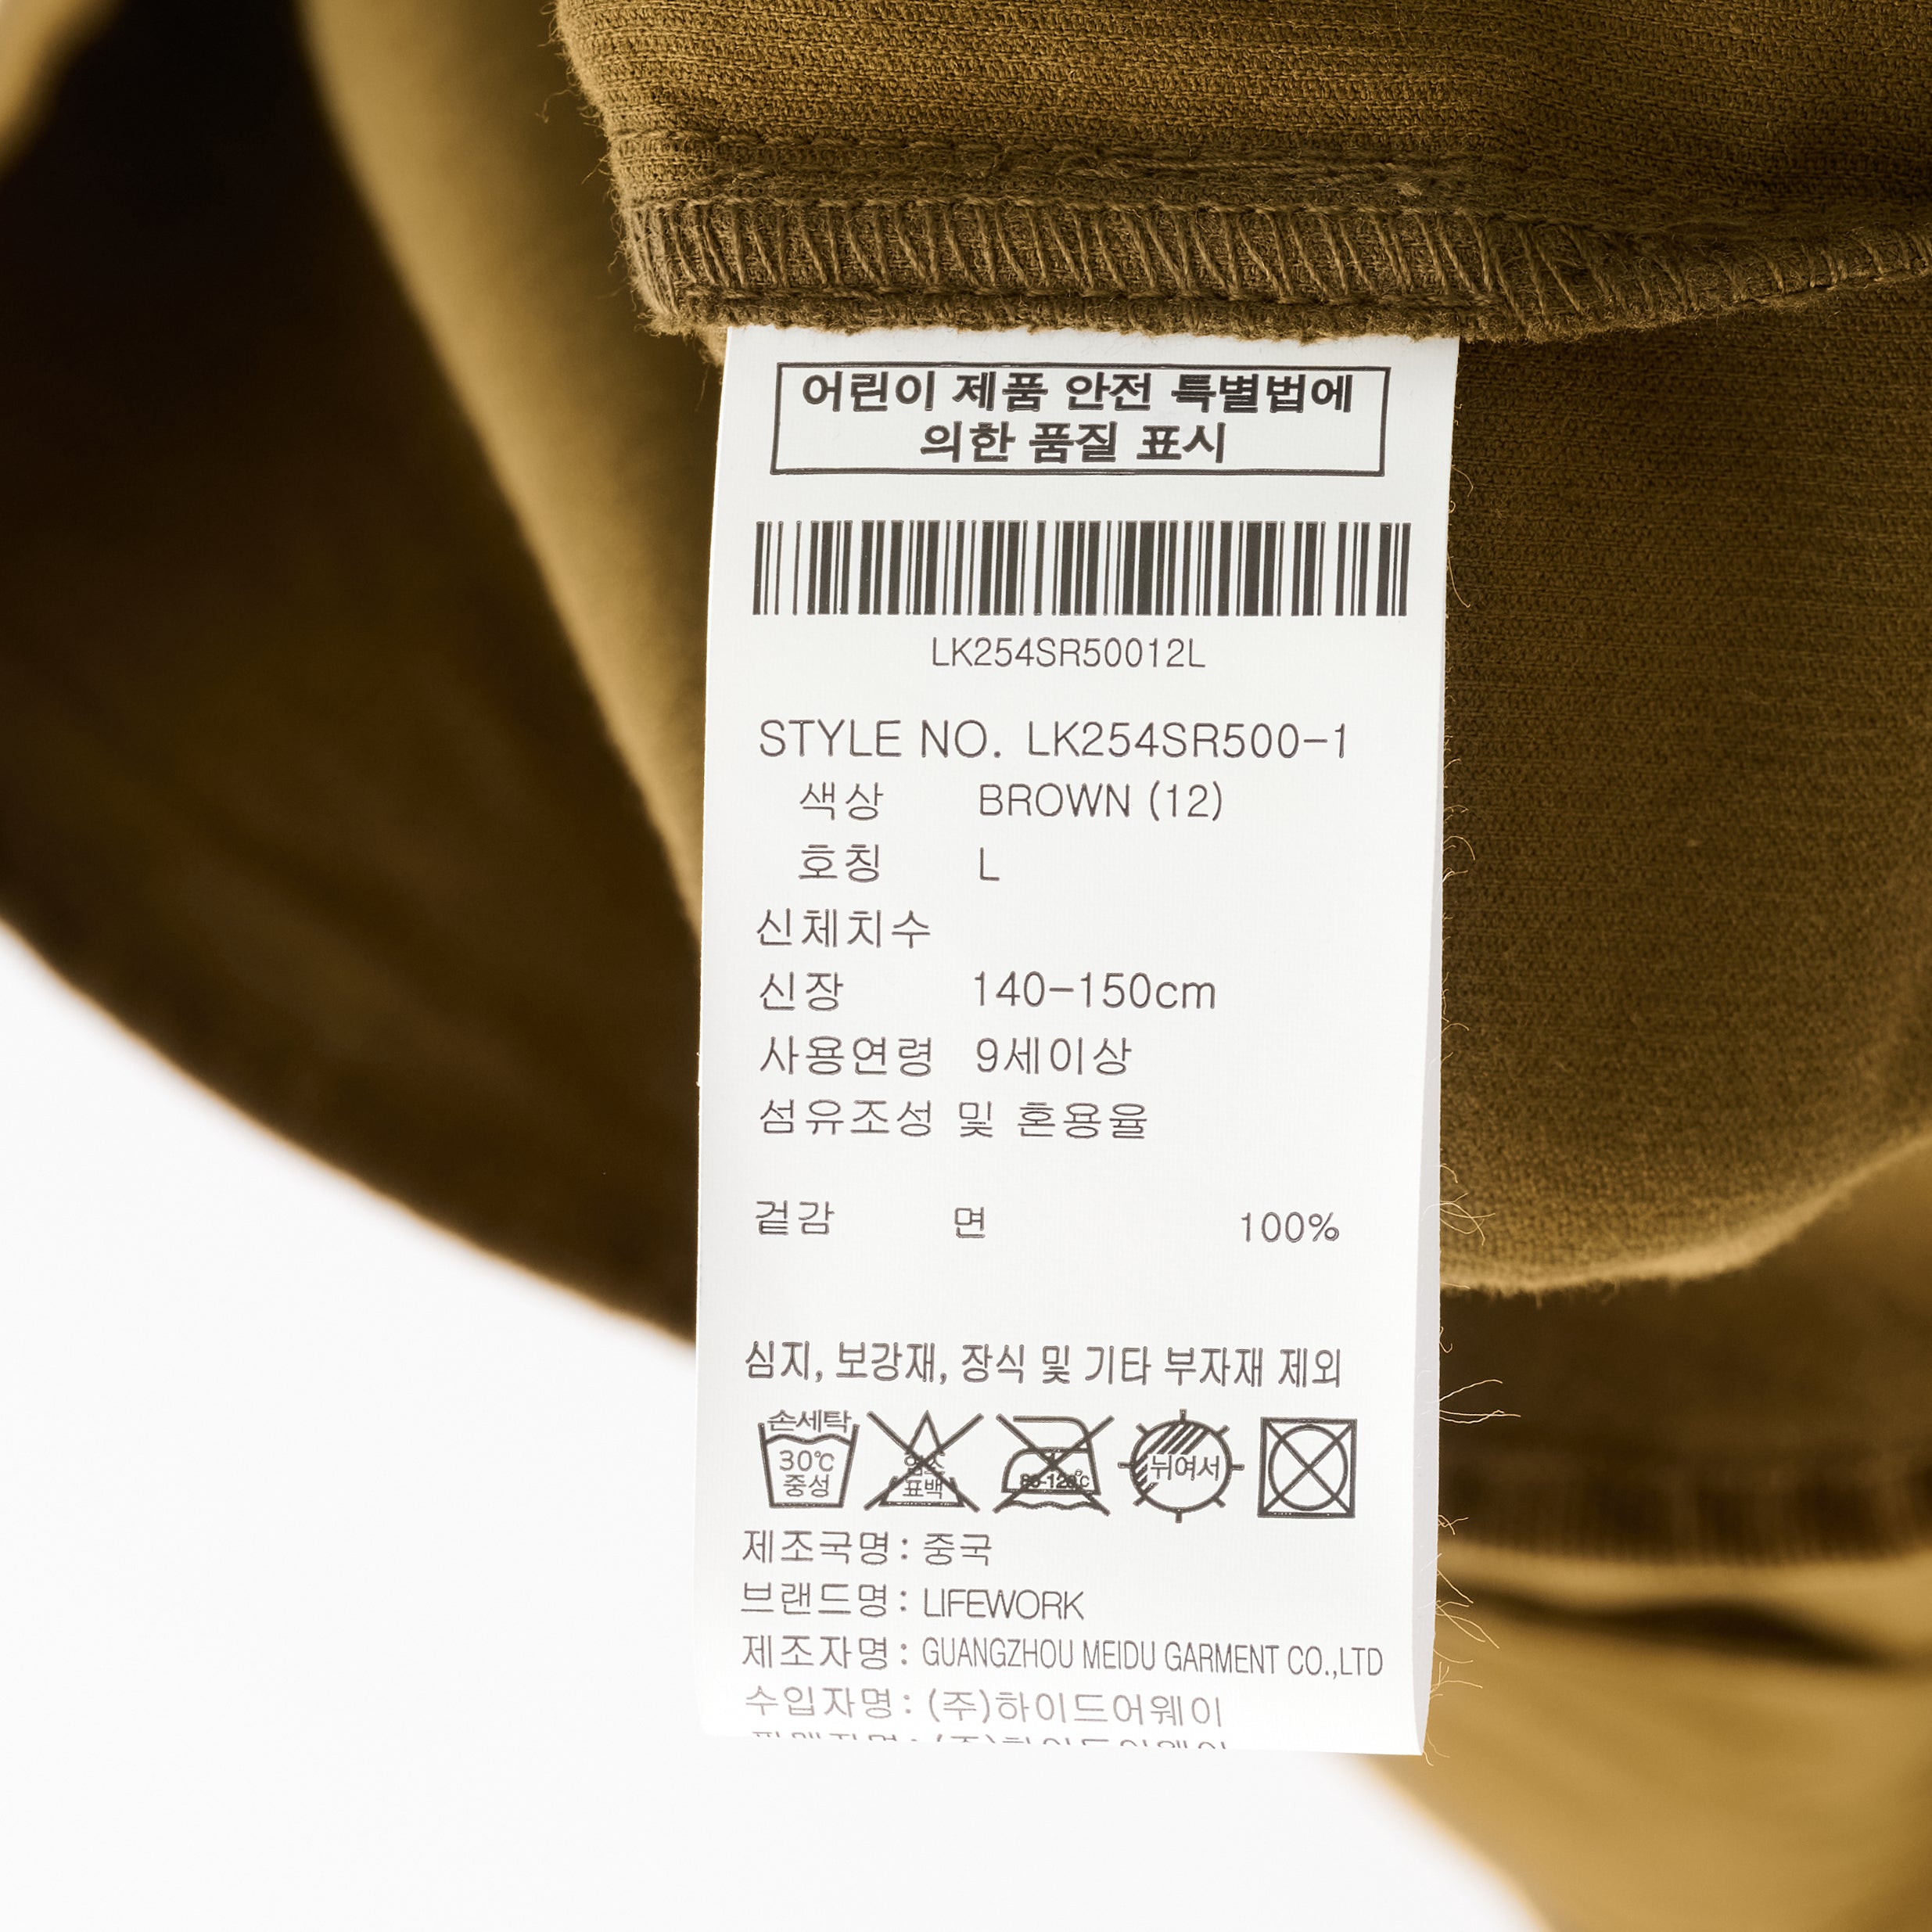 어린이 제품 안전 특별법에
의한 품질 표시
LK254SR50012L
STYLE NO. LK254SR500-1
색상 BROWN (12)
호칭 L
신체치수
신장 140-150cm
사용연령 9세이상
섬유조성 및 혼용율
겉감 면 100%
심지, 보강재, 장식 및 기타 부자재 제외
손세탁
30℃
중성
염소
표백
80-120℃
뉘여서
제조국명: 중국
브랜드명: LIFEWORK
제조자명: GUANGZHOU MEIDU GARMENT CO.,LTD
수입자명: (주)하이드어웨이